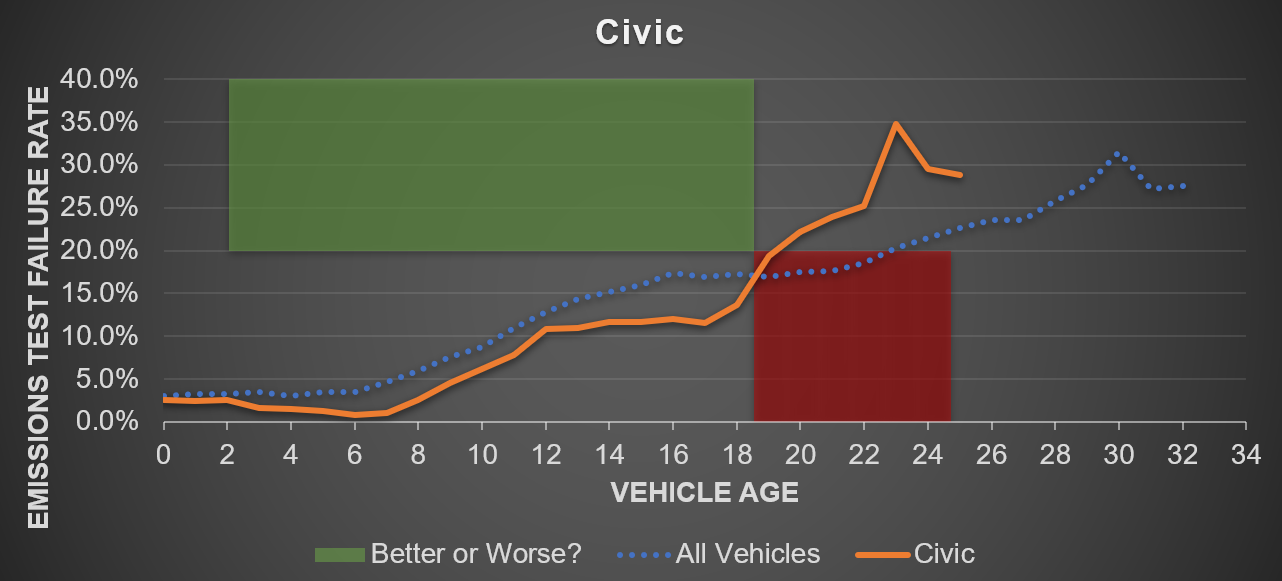 Civic
EMISSIONS TEST FAILURE RATE
40.0%
35.0%
30.0%
25.0%
20.0%
15.0%
10.0%
5.0%
0.0%
0 2 4 6 8 10 12 14 16 18 20 22 24 26 28 30 32 34
VEHICLE AGE
Better or Worse? All Vehicles Civic